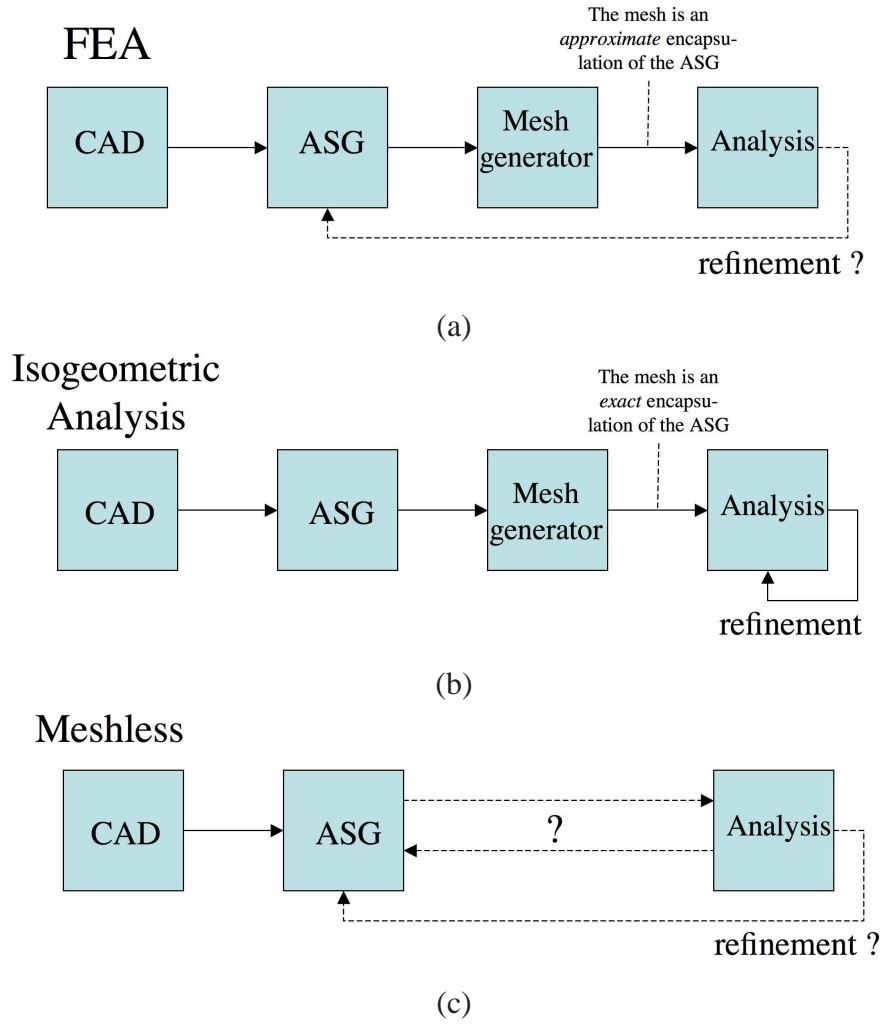 FEA
The mesh is an
approximate encapsu-
lation of the ASG
CAD
ASG
Mesh
generator
Analysis
refinement ?
(a)
Isogeometric
Analysis
The mesh is an
exact encapsu-
lation of the ASG
CAD
ASG
Mesh
generator
Analysis
refinement
(b)
Meshless
CAD
ASG
?
Analysis
refinement ?
(c)